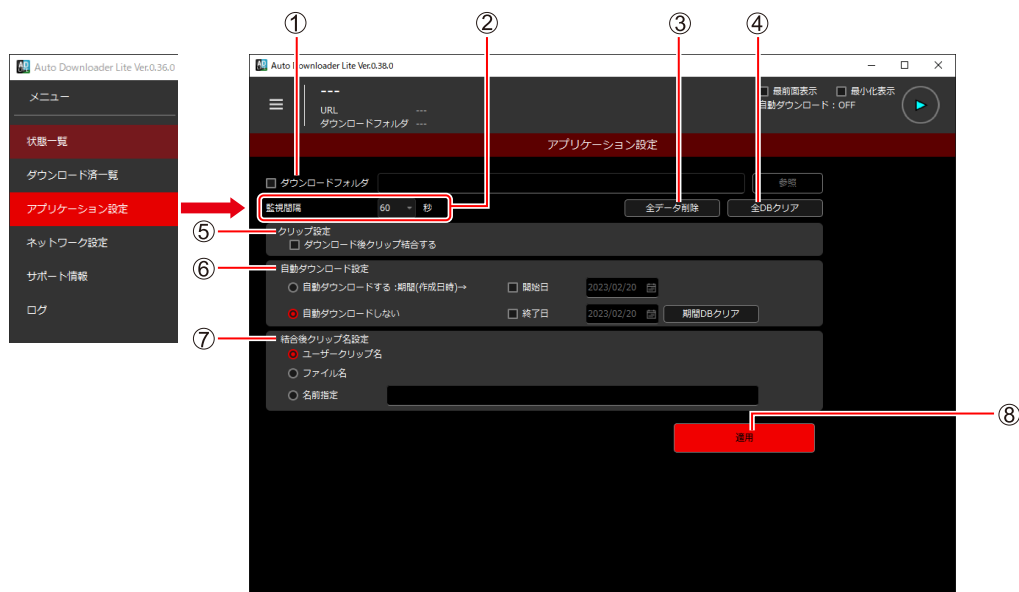 ① ② ③ ④
Auto Downloader Lite Ver.0.36.0
メニュー
状態一覧
ダウンロード済一覧
アプリケーション設定
ネットワーク設定
サポート情報
ログ
Auto Downloader Lite Ver.0.38.0
---
URL ---
ダウンロードフォルダ ---
最前面表示 最小化表示
自動ダウンロード : OFF
アプリケーション設定
ダウンロードフォルダ 参照
監視間隔 60 秒 全データ削除 全DBクリア
⑤ クリップ設定
ダウンロード後クリップ結合する
⑥ 自動ダウンロード設定
自動ダウンロードする :期間(作成日時)→ 開始日 2023/02/20
自動ダウンロードしない 終了日 2023/02/20 期間DBクリア
⑦ 結合後クリップ名設定
ユーザークリップ名
ファイル名
名前指定
⑧
適用